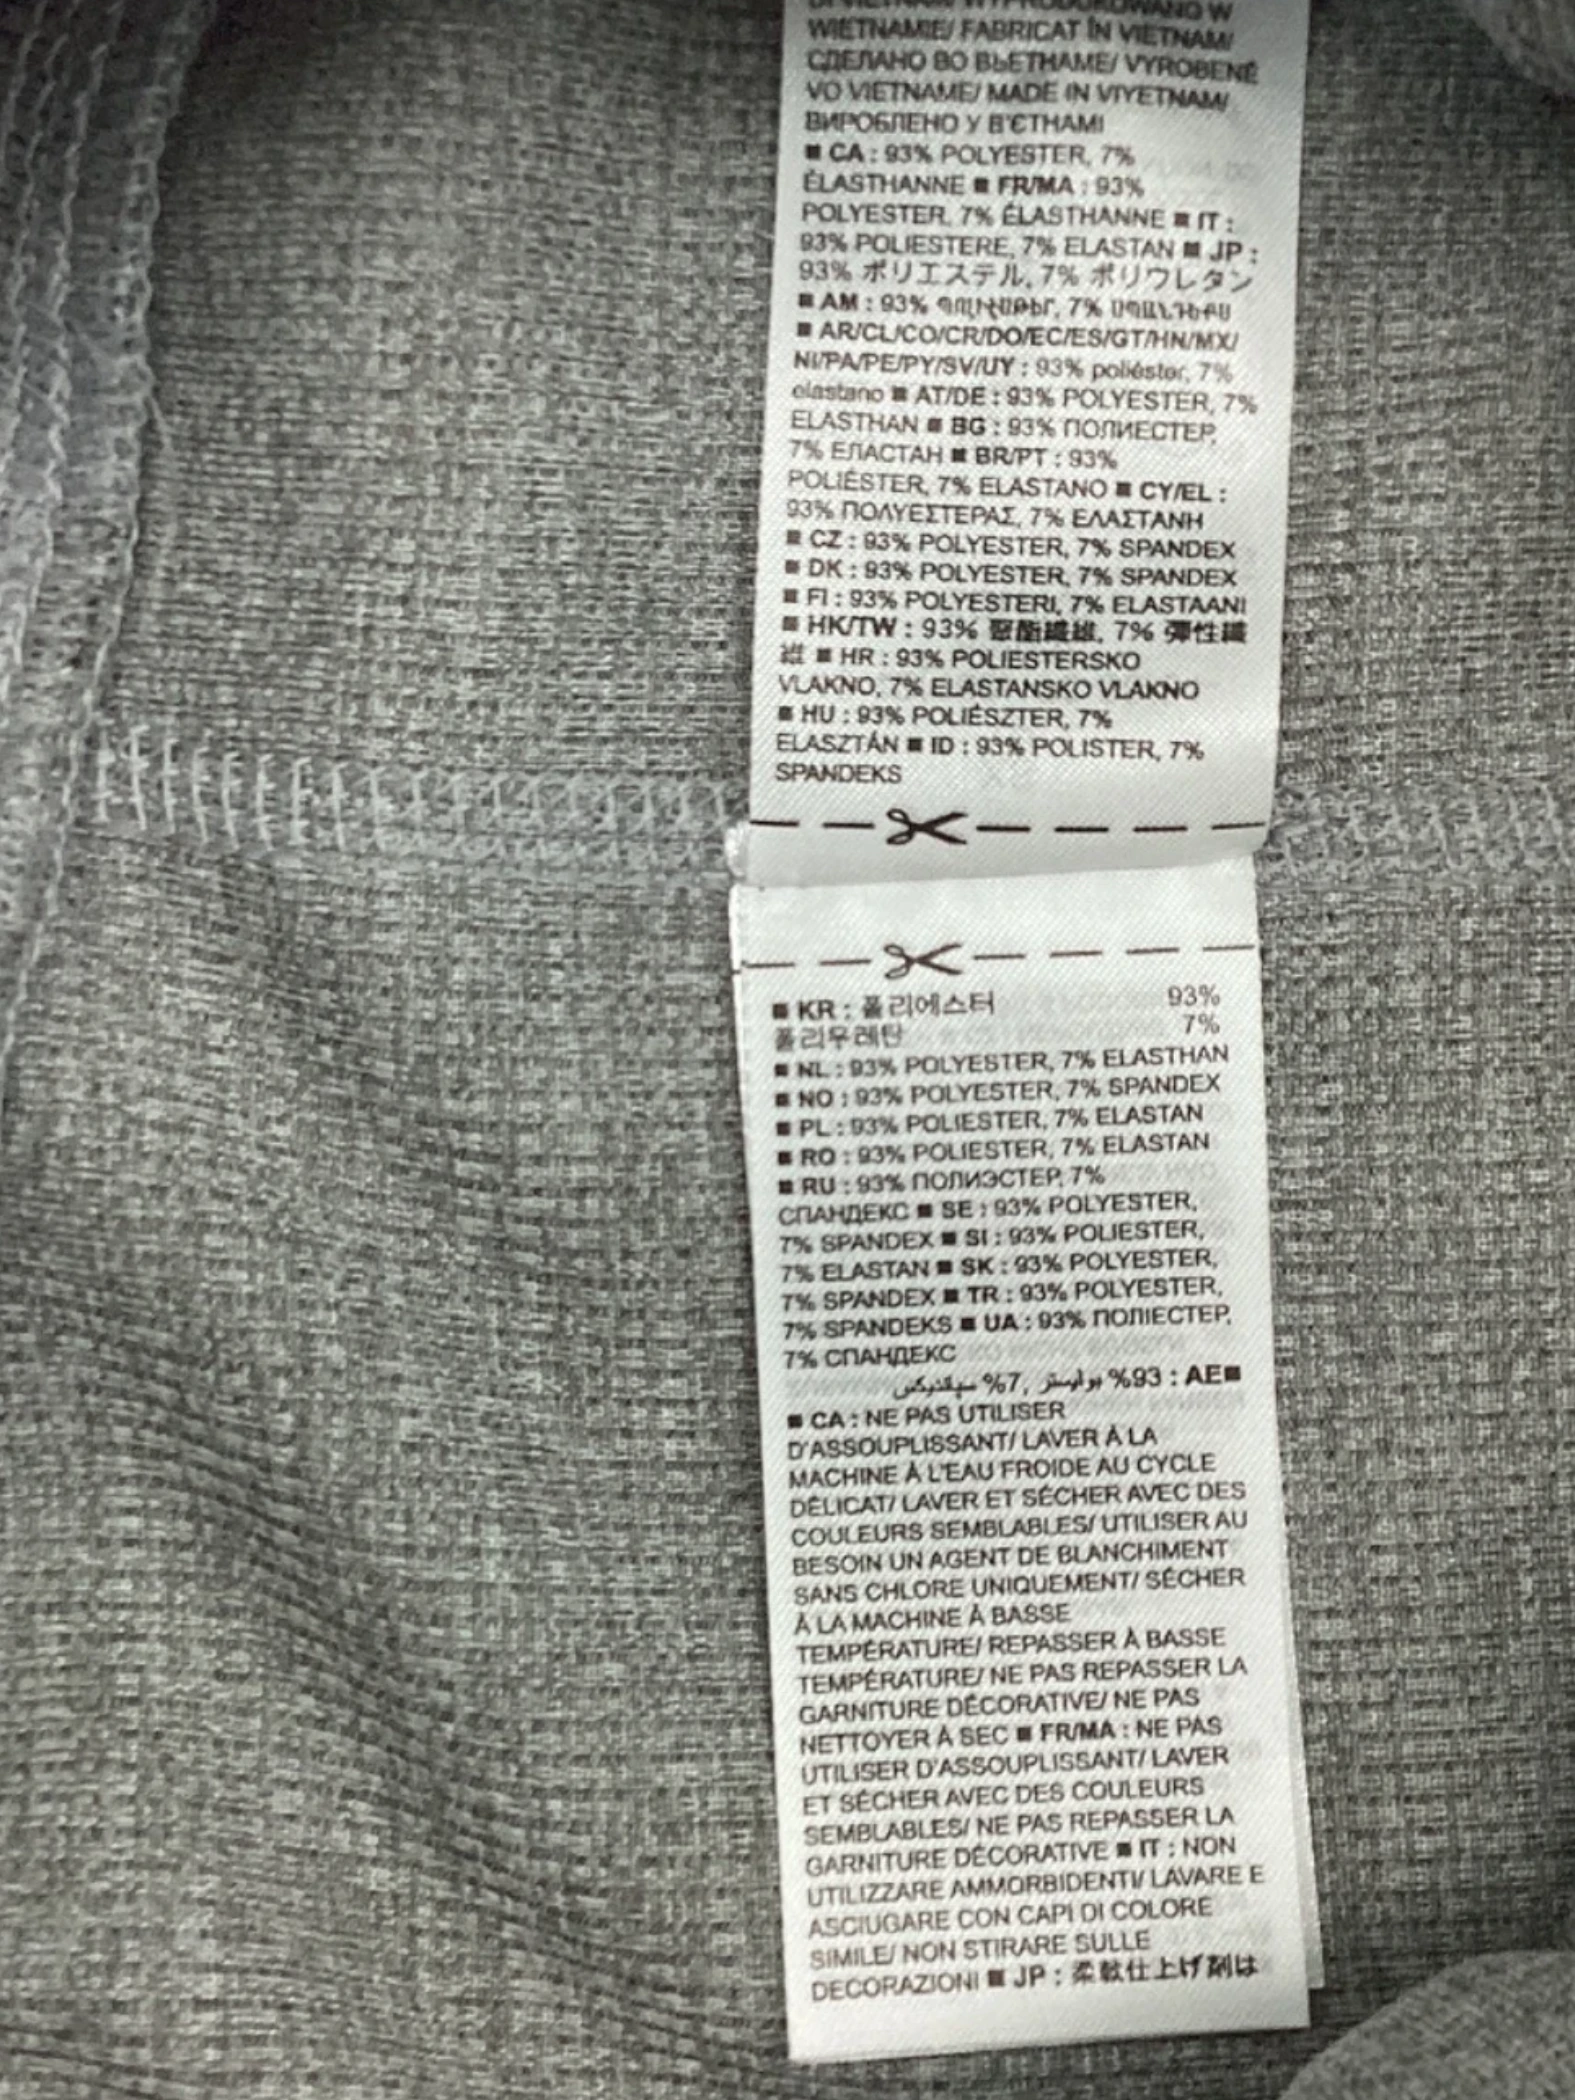 WIETNAMIE/ FABRICAT ÎN VIETNAM/
СДЕЛАНО ВО ВЬЕТНАМЕ/ VYROBENÉ
VO VIETNAME/ MADE IN VIYETNAM/
ВИРОБЛЕНО У В'ЄТНАМІ
■ CA : 93% POLYESTER, 7%
ÉLASTHANNE ■ FR/MA : 93%
POLYESTER, 7% ÉLASTHANNE ■ IT :
93% POLIESTERE, 7% ELASTAN ■ JP :
93% ポリエステル, 7% ポリウレタン
■ AM : 93% 7%
■ AR/CL/CO/CR/DO/EC/ES/GT/HN/MX/
NI/PA/PE/PY/SV/UY : 93% poliéster, 7%
elastano ■ AT/DE : 93% POLYESTER, 7%
ELASTHAN ■ BG : 93% ПОЛИЕСТЕР,
7% ЕЛАСТАН ■ BR/PT : 93%
POLIÉSTER, 7% ELASTANO ■ CY/EL :
93% ΠΟΛΥΕΣΤΕΡΑΣ, 7% ΕΛΑΣΤΑΝΗ
■ CZ : 93% POLYESTER, 7% SPANDEX
■ DK : 93% POLYESTER, 7% SPANDEX
■ FI : 93% POLYESTERI, 7% ELASTAANI
■ HK/TW : 93% 聚酯纖維, 7% 彈性纖
維 ■ HR : 93% POLIESTERSKO
VLAKNO, 7% ELASTANSKO VLAKNO
■ HU : 93% POLIÉSZTER, 7%
ELASZTÁN ■ ID : 93% POLISTER, 7%
SPANDEKS
■ KR : 폴리에스터 93%
폴리우레탄 7%
■ NL : 93% POLYESTER, 7% ELASTHAN
■ NO : 93% POLYESTER, 7% SPANDEX
■ PL : 93% POLIESTER, 7% ELASTAN
■ RO : 93% POLIESTER, 7% ELASTAN
■ RU : 93% ПОЛИЭСТЕР, 7%
СПАНДЕКС ■ SE : 93% POLYESTER,
7% SPANDEX ■ SI : 93% POLIESTER,
7% ELASTAN ■ SK : 93% POLYESTER,
7% SPANDEX ■ TR : 93% POLYESTER,
7% SPANDEKS ■ UA : 93% ПОЛІЕСТЕР,
7% СПАНДЕКС
■AE : 93% بوليستر, 7% سباندیکس
■ CA : NE PAS UTILISER
D'ASSOUPLISSANT/ LAVER À LA
MACHINE À L'EAU FROIDE AU CYCLE
DÉLICAT/ LAVER ET SÉCHER AVEC DES
COULEURS SEMBLABLES/ UTILISER AU
BESOIN UN AGENT DE BLANCHIMENT
SANS CHLORE UNIQUEMENT/ SÉCHER
À LA MACHINE À BASSE
TEMPÉRATURE/ REPASSER À BASSE
TEMPÉRATURE/ NE PAS REPASSER LA
GARNITURE DÉCORATIVE/ NE PAS
NETTOYER À SEC ■ FR/MA : NE PAS
UTILISER D'ASSOUPLISSANT/ LAVER
ET SÉCHER AVEC DES COULEURS
SEMBLABLES/ NE PAS REPASSER LA
GARNITURE DÉCORATIVE ■ IT : NON
UTILIZZARE AMMORBIDENTI/ LAVARE E
ASCIUGARE CON CAPI DI COLORE
SIMILE/ NON STIRARE SULLE
DECORAZIONI ■ JP : 柔軟仕上げ剤は